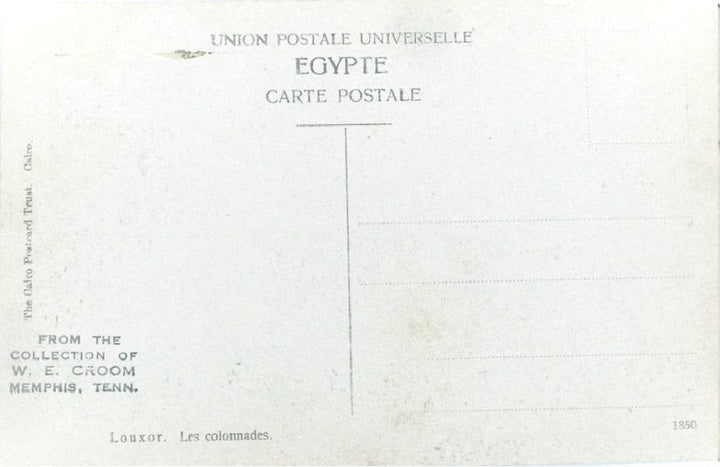 UNION POSTALE UNIVERSELLE
EGYPTE
CARTE POSTALE
The Cairo Postcard Trust. Cairo.
FROM THE
COLLECTION OF
W. E. CROOM
MEMPHIS, TENN.
Louxor. Les colonnades.
1850